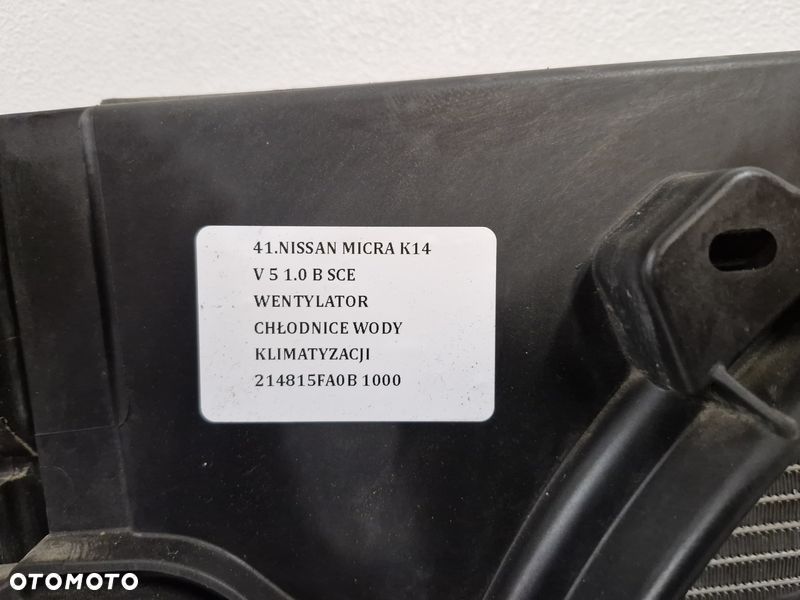 41.NISSAN MICRA K14
V 5 1.0 B SCE
WENTYLATOR
CHŁODNICE WODY
KLIMATYZACJI
214815FA0B 1000
OTOMOTO